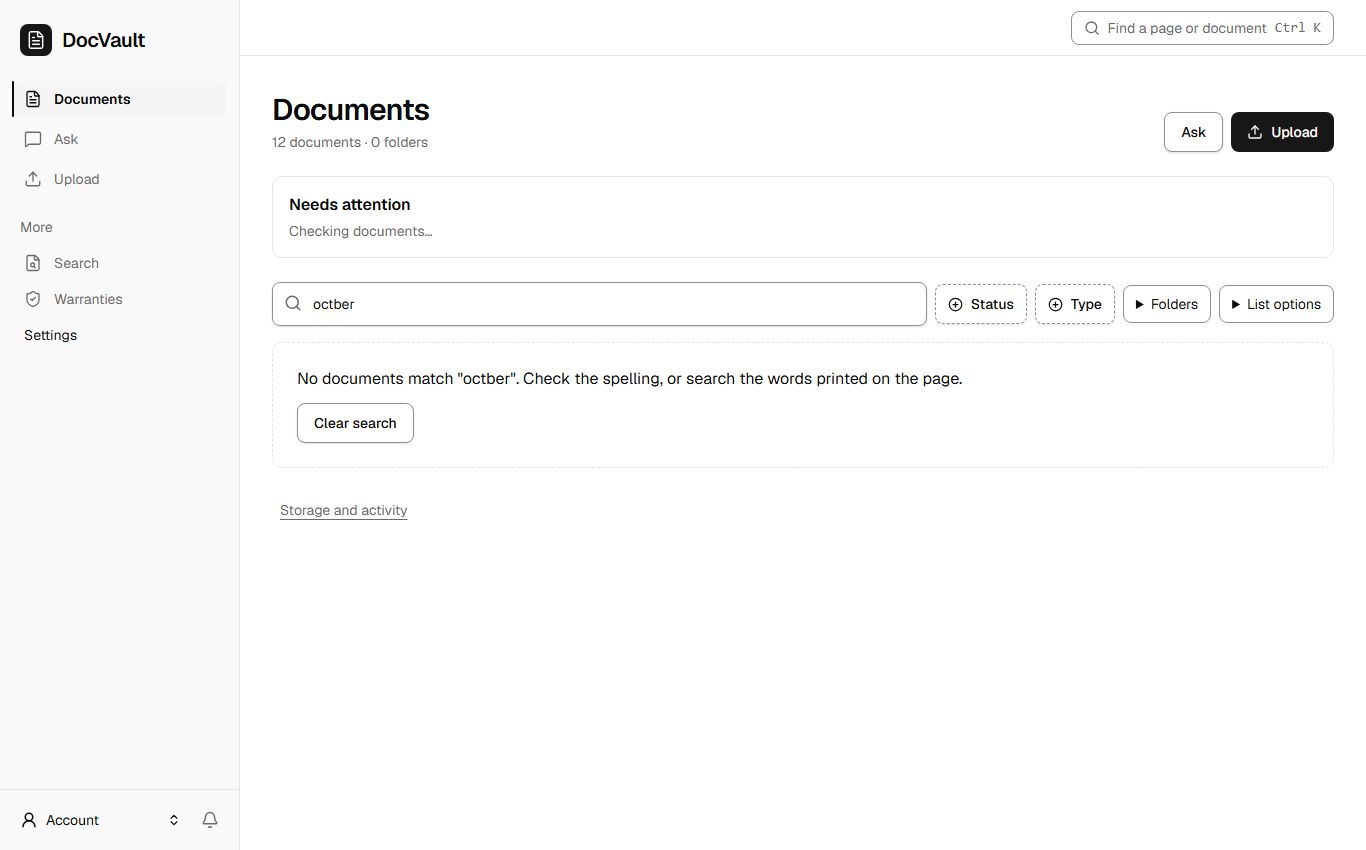 DocVault
Find a page or document Ctrl K
Documents
Ask
Upload
More
Search
Warranties
Settings
Documents
12 documents · 0 folders
Ask
Upload
Needs attention
Checking documents…
octber
Status
Type
Folders
List options
No documents match "octber". Check the spelling, or search the words printed on the page.
Clear search
Storage and activity
Account